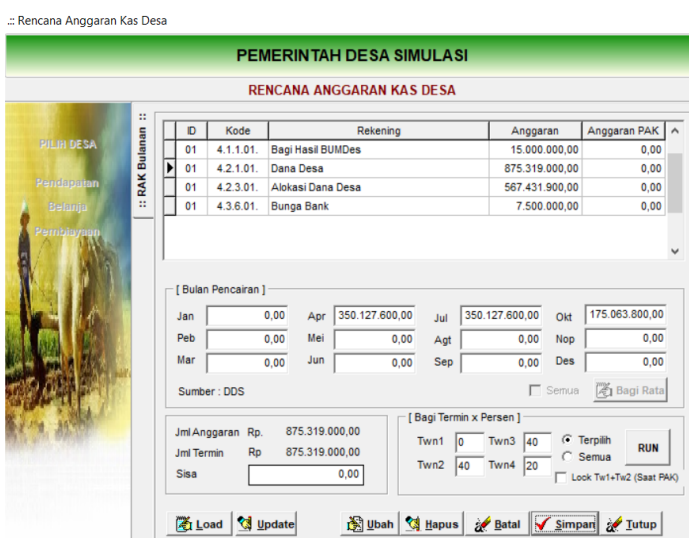 .:: Rencana Anggaran Kas Desa
PEMERINTAH DESA SIMULASI
RENCANA ANGGARAN KAS DESA
PILIH DESA
Pendapatan
Belanja
Pembiayaan
:: RAK Bulanan ::
ID Kode Rekening Anggaran Anggaran PAK
01 4.1.1.01. Bagi Hasil BUMDes 15.000.000,00 0,00
01 4.2.1.01. Dana Desa 875.319.000,00 0,00
01 4.2.3.01. Alokasi Dana Desa 567.431.900,00 0,00
01 4.3.6.01. Bunga Bank 7.500.000,00 0,00
[ Bulan Pencairan ]
Jan 0,00 Apr 350.127.600,00 Jul 350.127.600,00 Okt 175.063.800,00
Peb 0,00 Mei 0,00 Agt 0,00 Nop 0,00
Mar 0,00 Jun 0,00 Sep 0,00 Des 0,00
Sumber : DDS Semua Bagi Rata
Jml Anggaran Rp. 875.319.000,00
Jml Termin Rp 875.319.000,00
Sisa 0,00
[ Bagi Termin x Persen ]
Twn1 0 Twn3 40 Terpilih
Twn2 40 Twn4 20 Semua
RUN
Lock Tw1+Tw2 (Saat PAK)
Load Update Ubah Hapus Batal Simpan Tutup